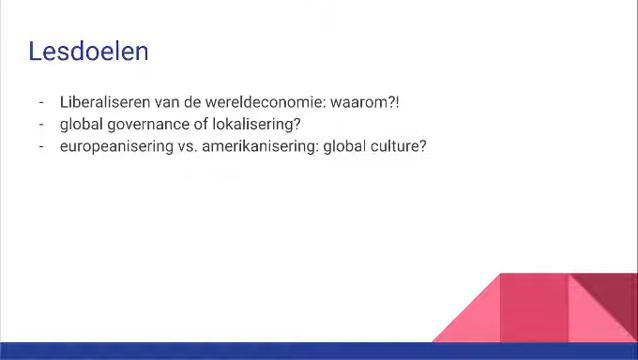 Lesdoelen
- Liberaliseren van de wereldeconomie: waarom?!
- global governance of lokalisering?
- europeanisering vs. amerikanisering: global culture?